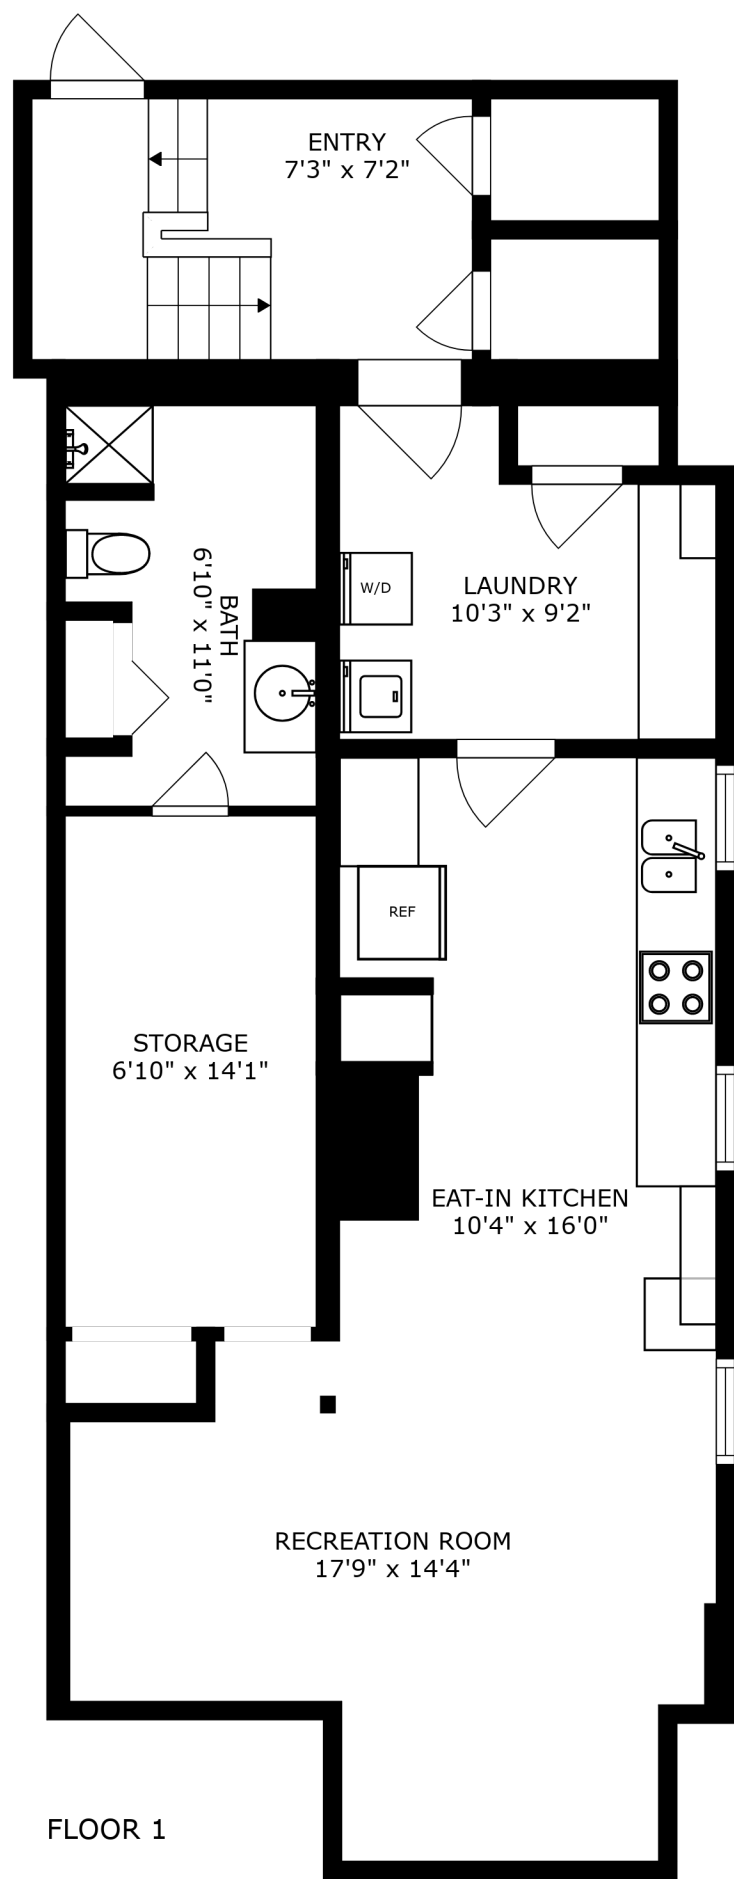 ENTRY
7'3" x 7'2"
W/D
LAUNDRY
10'3" x 9'2"
BATH
6'10" x 11'0"
REF
STORAGE
6'10" x 14'1"
EAT-IN KITCHEN
10'4" x 16'0"
RECREATION ROOM
17'9" x 14'4"
FLOOR 1